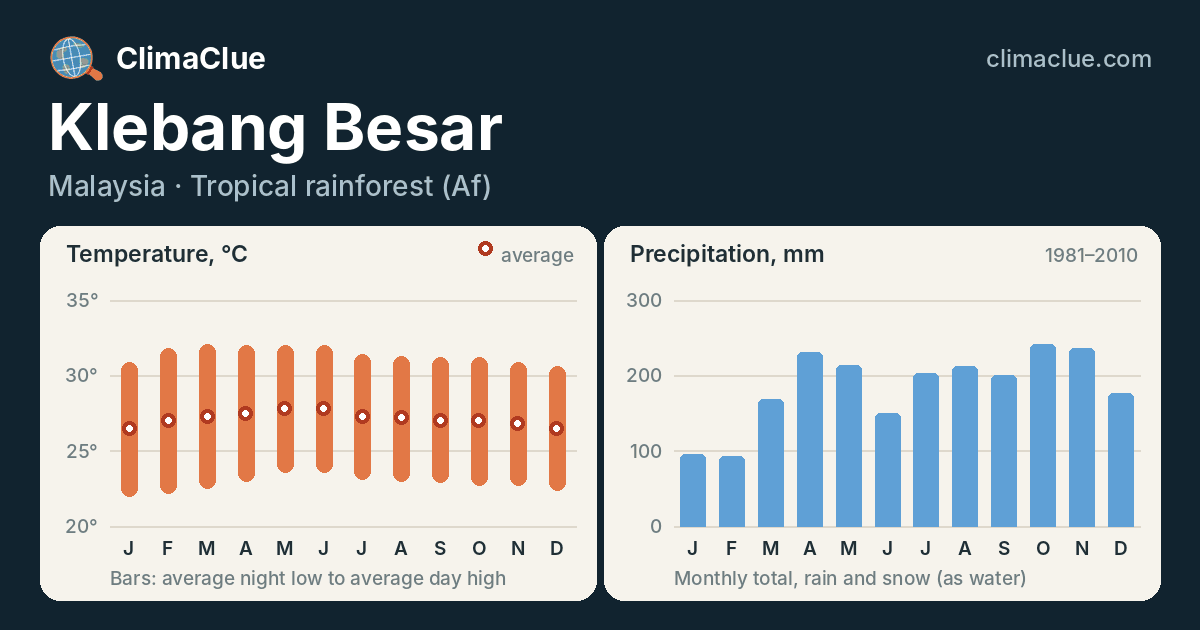 ClimaClue
climaclue.com
Klebang Besar
Malaysia · Tropical rainforest (Af)
Temperature, °C
average
35°
30°
25°
20°
J F M A M J J A S O N D
Bars: average night low to average day high
Precipitation, mm
1981–2010
300
200
100
0
J F M A M J J A S O N D
Monthly total, rain and snow (as water)